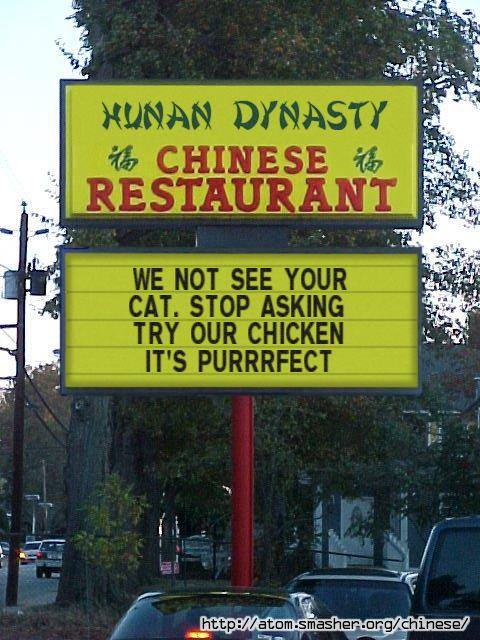 HUNAN DYNASTY
福 CHINESE 福
RESTAURANT
WE NOT SEE YOUR
CAT. STOP ASKING
TRY OUR CHICKEN
IT'S PURRRFECT
http://atom.smasher.org/chinese/